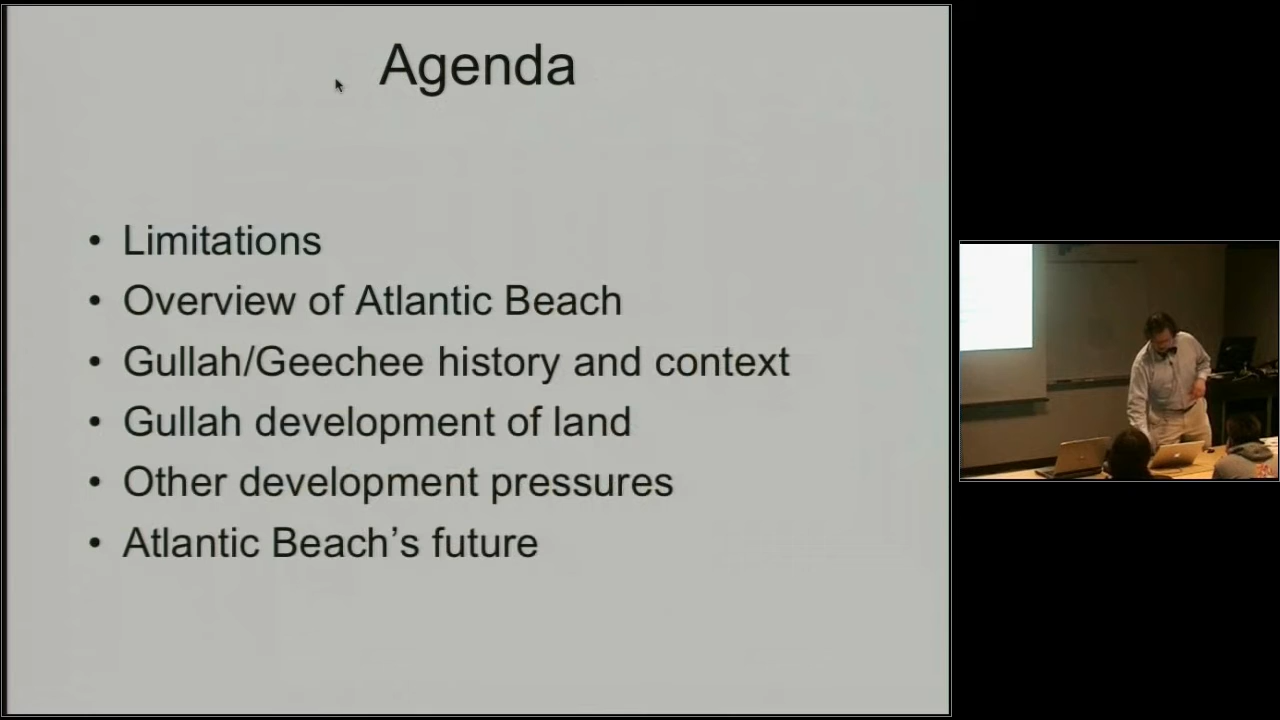 Agenda
• Limitations
• Overview of Atlantic Beach
• Gullah/Geechee history and context
• Gullah development of land
• Other development pressures
• Atlantic Beach’s future